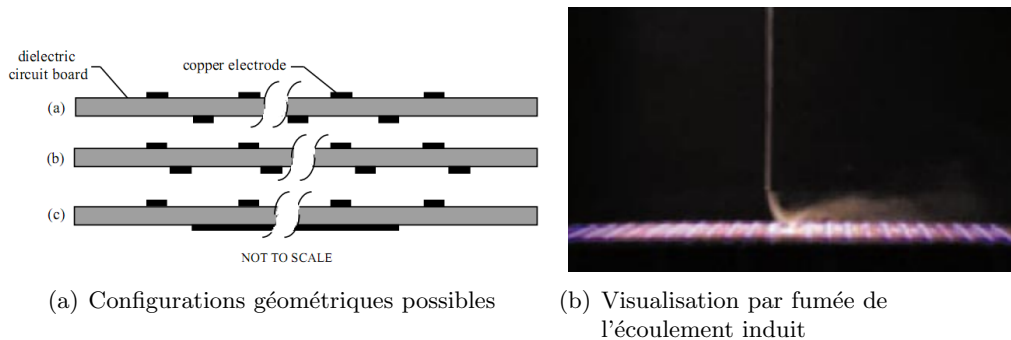 dielectric
circuit board
copper electrode
(a)
(b)
(c)
NOT TO SCALE
(a) Configurations géométriques possibles
(b) Visualisation par fumée de
l'écoulement induit